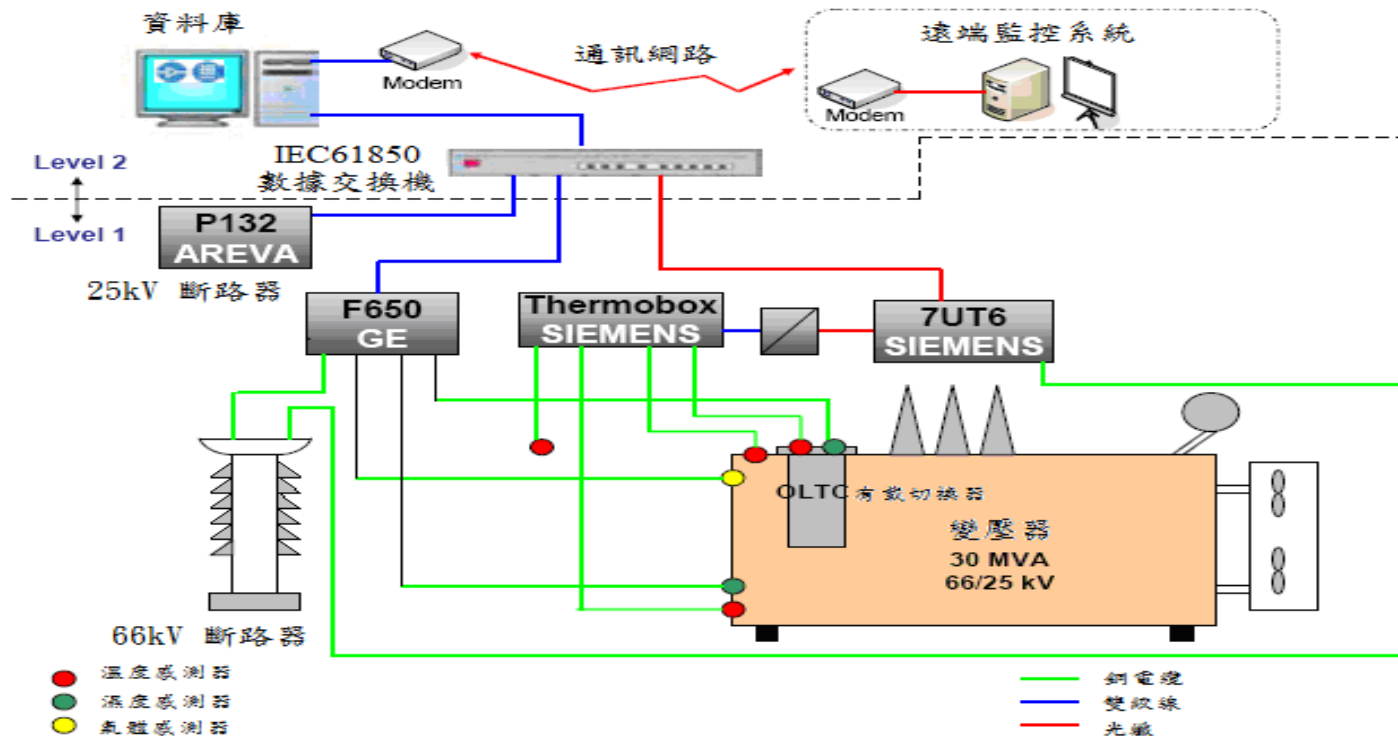 資料庫
Modem
通訊網路
遠端監控系統
Modem
Level 2
Level 1
IEC61850
數據交換機
P132
AREVA
25kV 斷路器
F650
GE
Thermobox
SIEMENS
7UT6
SIEMENS
OLTC有載切換器
變壓器
30 MVA
66/25 kV
66kV 斷路器
溫度感測器
濕度感測器
氣體感測器
銅電纜
雙絞線
光纖